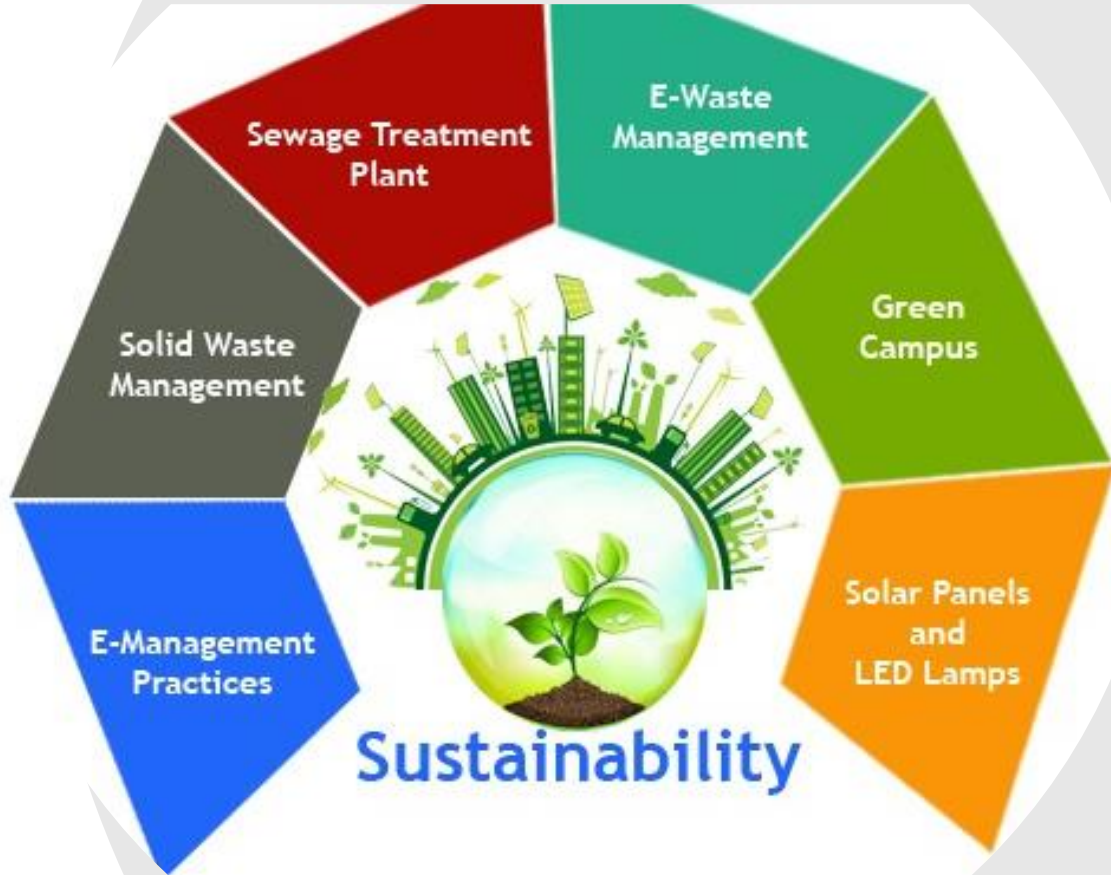 Sewage Treatment
Plant
E-Waste
Management
Solid Waste
Management
Green
Campus
E-Management
Practices
Solar Panels
and
LED Lamps
Sustainability